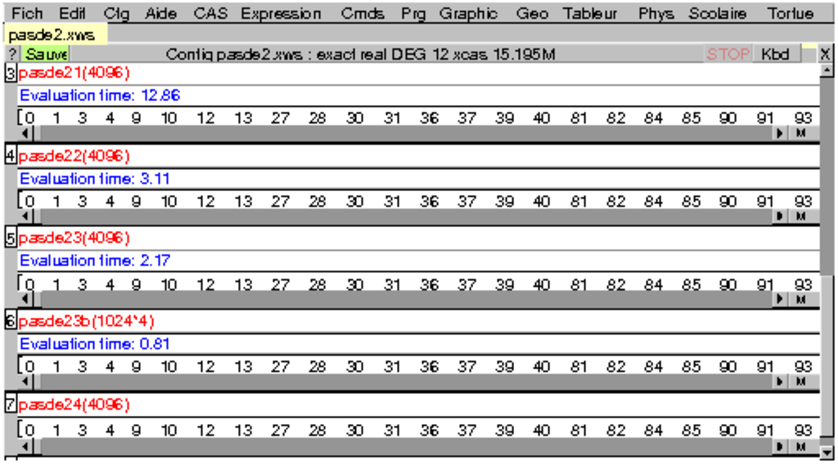 Fich Edit Cfg Aide CAS Expression Cmds Prg Graphic Geo Tableur Phys Scolaire Tortue
pasde2.xws
? Sauve Config pasde2.xws : exact real DEG 12 xcas 15.195M STOP Kbd X
3 pasde21(4096)
Evaluation time: 12.86
[0 1 3 4 9 10 12 13 27 28 30 31 36 37 39 40 81 82 84 85 90 91 93
M
4 pasde22(4096)
Evaluation time: 3.11
[0 1 3 4 9 10 12 13 27 28 30 31 36 37 39 40 81 82 84 85 90 91 93
M
5 pasde23(4096)
Evaluation time: 2.17
[0 1 3 4 9 10 12 13 27 28 30 31 36 37 39 40 81 82 84 85 90 91 93
M
6 pasde23b(1024*4)
Evaluation time: 0.81
[0 1 3 4 9 10 12 13 27 28 30 31 36 37 39 40 81 82 84 85 90 91 93
M
7 pasde24(4096)
[0 1 3 4 9 10 12 13 27 28 30 31 36 37 39 40 81 82 84 85 90 91 93
M